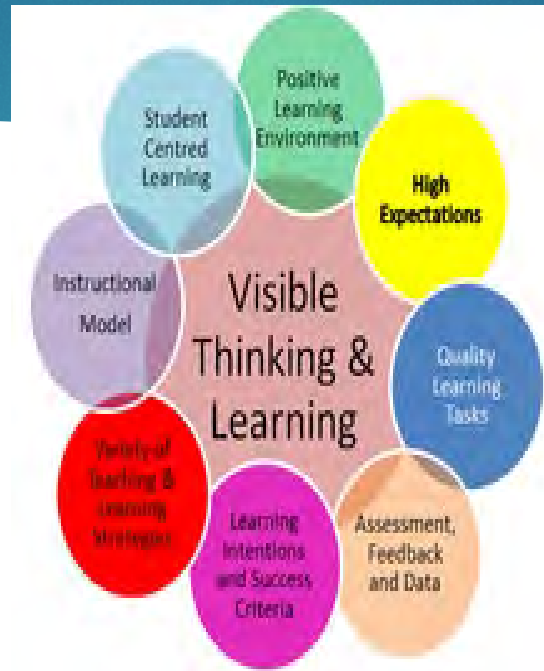 Positive
Learning
Environment
High
Expectations
Quality
Learning
Tasks
Assessment,
Feedback
and Data
Learning
Intentions
and Success
Criteria
Variety of
Teaching &
Learning
Strategies
Instructional
Model
Student
Centred
Learning
Visible
Thinking &
Learning